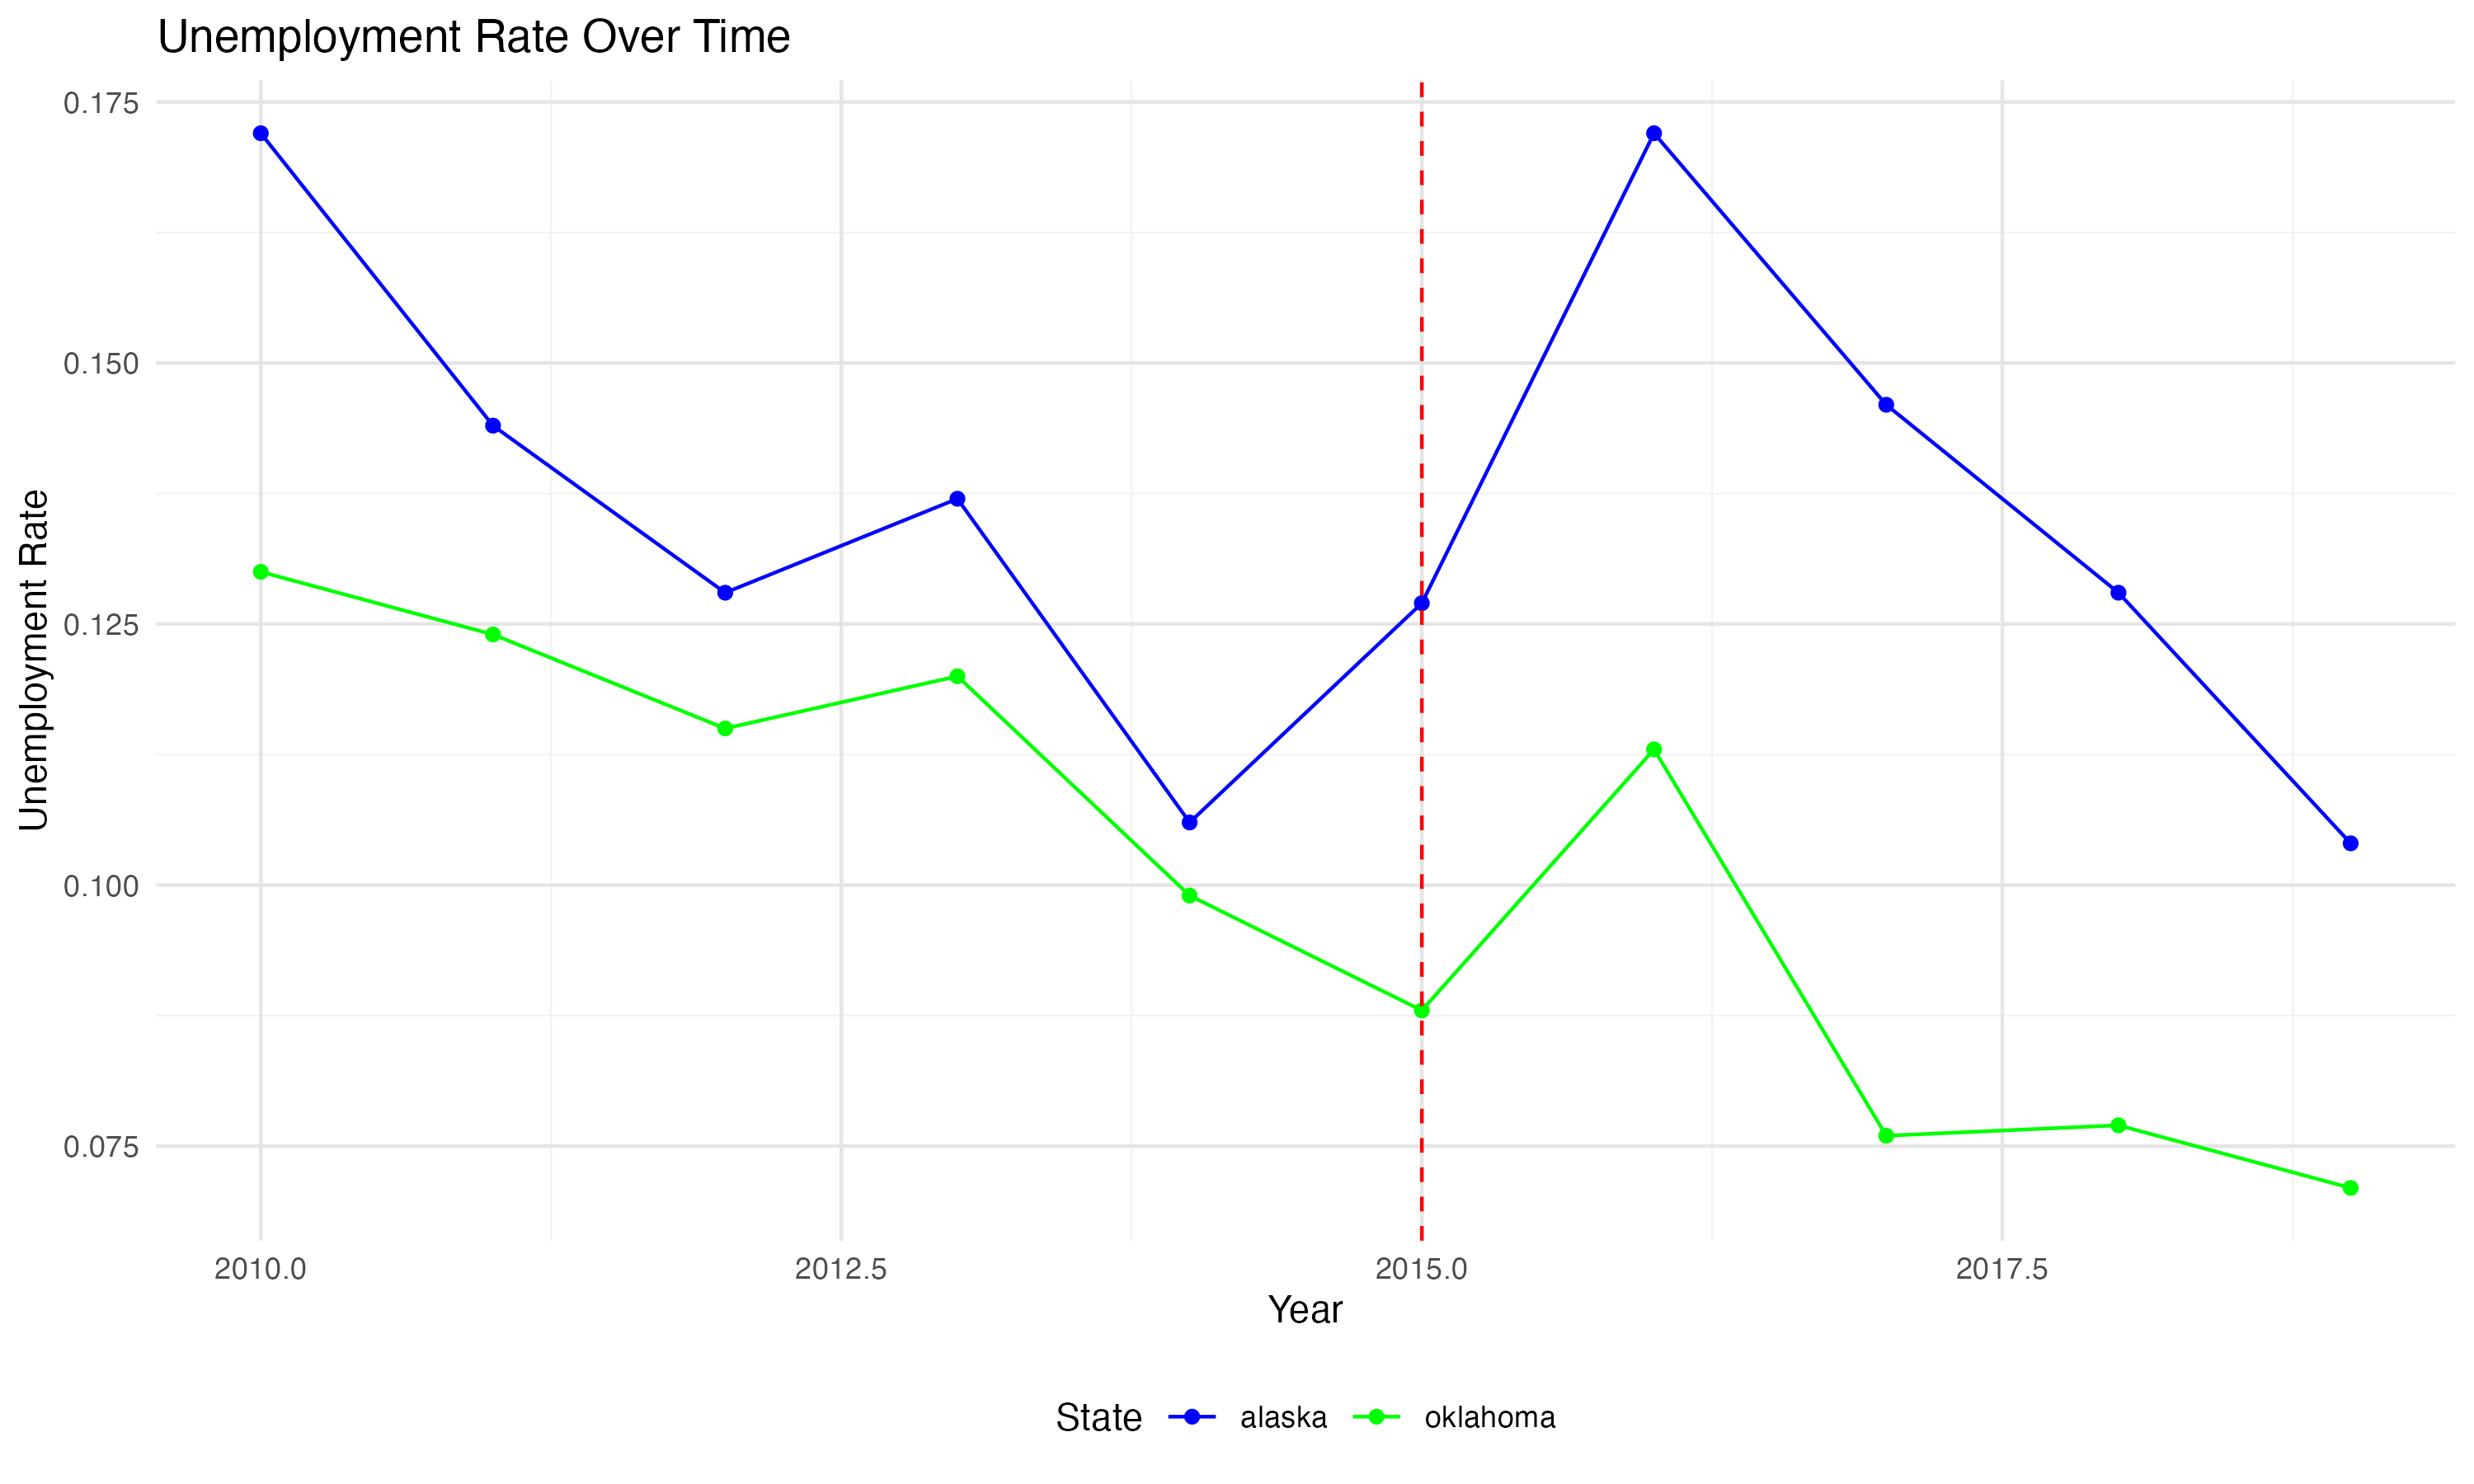 Unemployment Rate Over Time
Unemployment Rate
0.175
0.150
0.125
0.100
0.075
2010.0 2012.5 2015.0 2017.5
Year
State alaska oklahoma